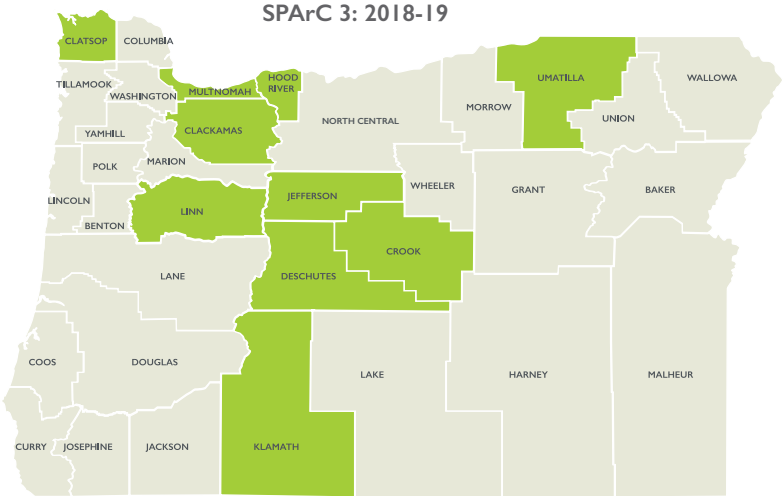 SPArC 3: 2018-19
CLATSOP
COLUMBIA
TILLAMOOK
WASHINGTON
MULTNOMAH
HOOD
RIVER
UMATILLA
WALLOWA
MORROW
UNION
NORTH CENTRAL
YAMHILL
CLACKAMAS
POLK
MARION
WHEELER
GRANT
BAKER
JEFFERSON
LINCOLN
LINN
BENTON
CROOK
LANE
DESCHUTES
COOS
DOUGLAS
LAKE
HARNEY
MALHEUR
CURRY
JOSEPHINE
JACKSON
KLAMATH